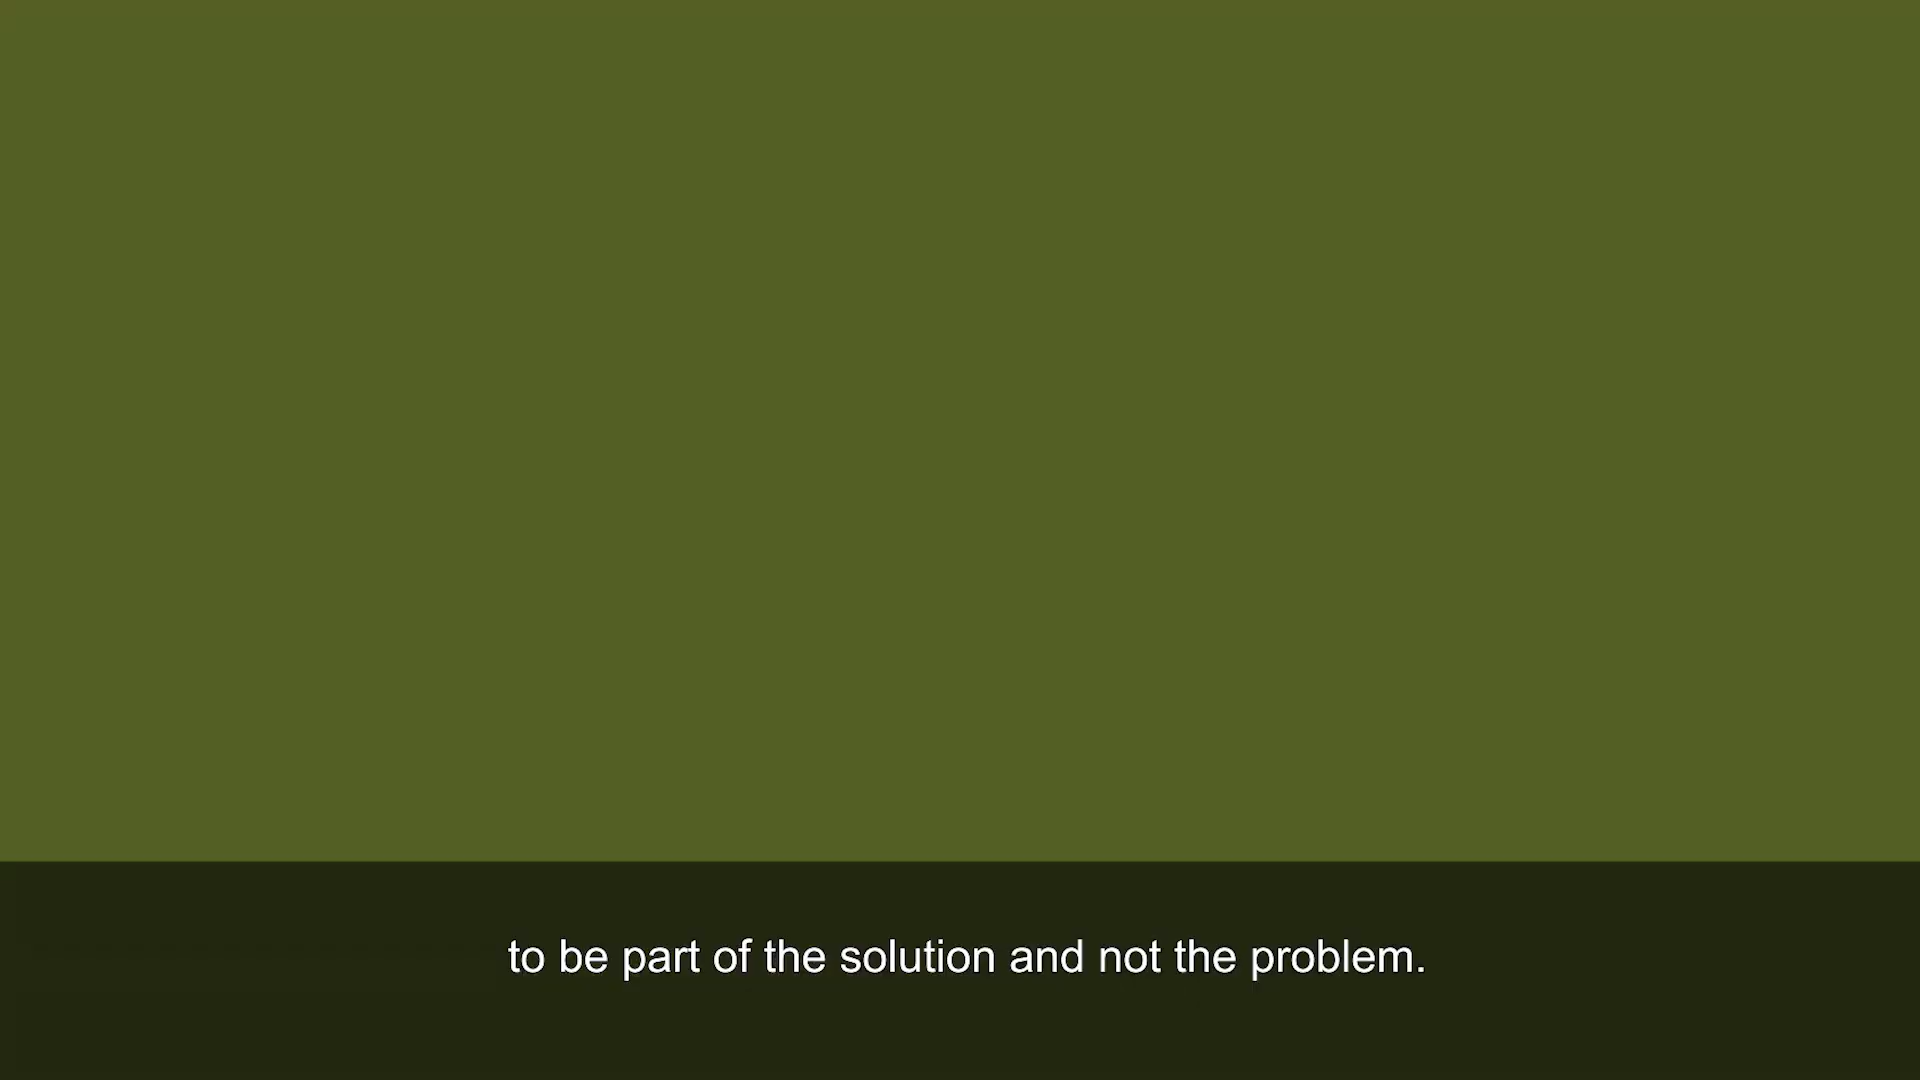 to be part of the solution and not the problem.